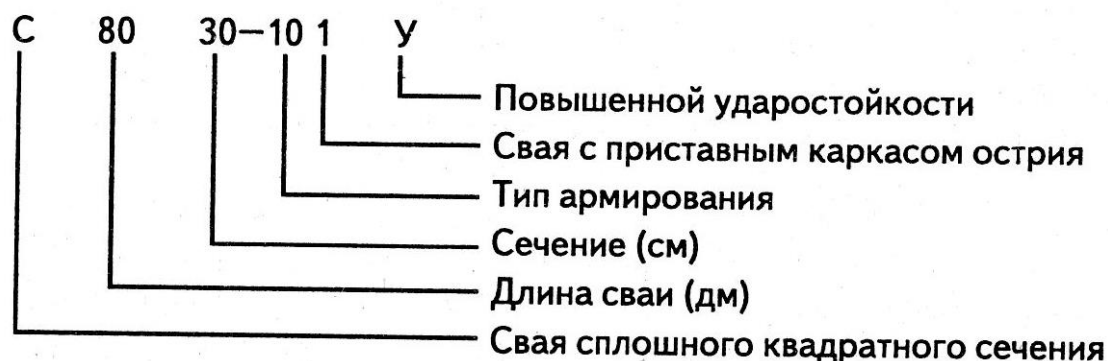 С 80 30—10 1 У
Повышенной ударостойкости
Свая с приставным каркасом острия
Тип армирования
Сечение (см)
Длина сваи (дм)
Свая сплошного квадратного сечения